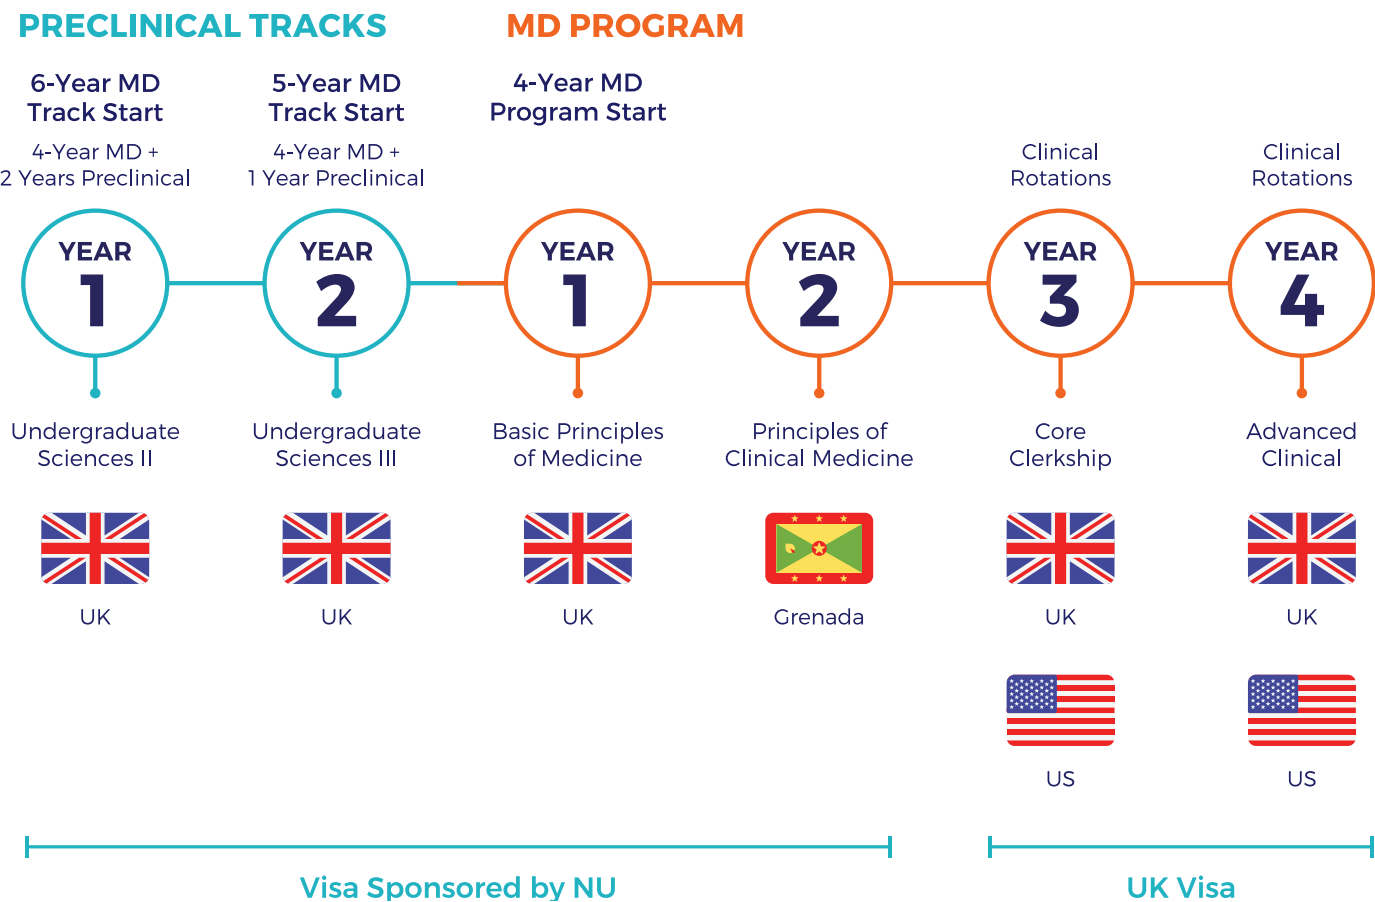 PRECLINICAL TRACKS
MD PROGRAM
6-Year MD
Track Start
4-Year MD +
2 Years Preclinical
5-Year MD
Track Start
4-Year MD +
1 Year Preclinical
4-Year MD
Program Start
Clinical
Rotations
Clinical
Rotations
YEAR
1
YEAR
2
YEAR
1
YEAR
2
YEAR
3
YEAR
4
Undergraduate
Sciences II
Undergraduate
Sciences III
Basic Principles
of Medicine
Principles of
Clinical Medicine
Core
Clerkship
Advanced
Clinical
UK
UK
UK
Grenada
UK
UK
US
US
Visa Sponsored by NU
UK Visa